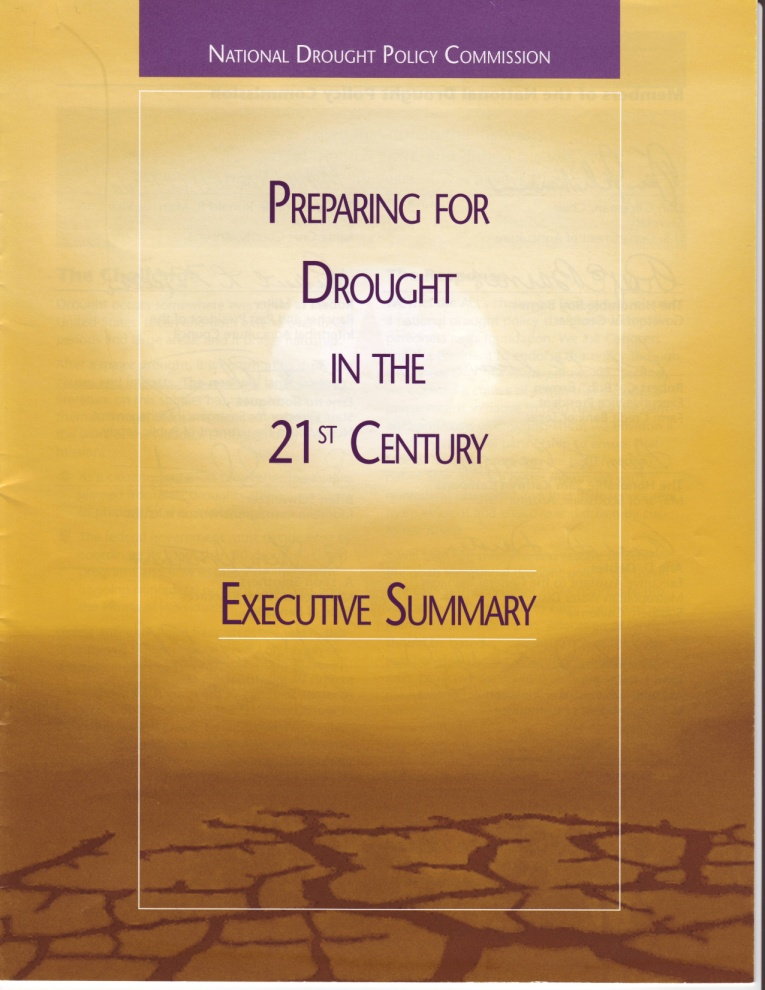 NATIONAL DROUGHT POLICY COMMISSION
PREPARING FOR
DROUGHT
IN THE
21ST CENTURY
EXECUTIVE SUMMARY